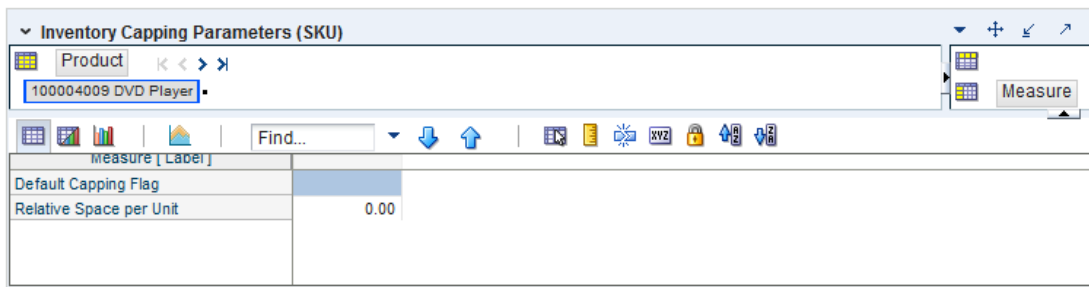 Inventory Capping Parameters (SKU)
Product
100004009 DVD Player
Measure
Find...
XYZ
Measure [ Label ]
Default Capping Flag
Relative Space per Unit 0.00